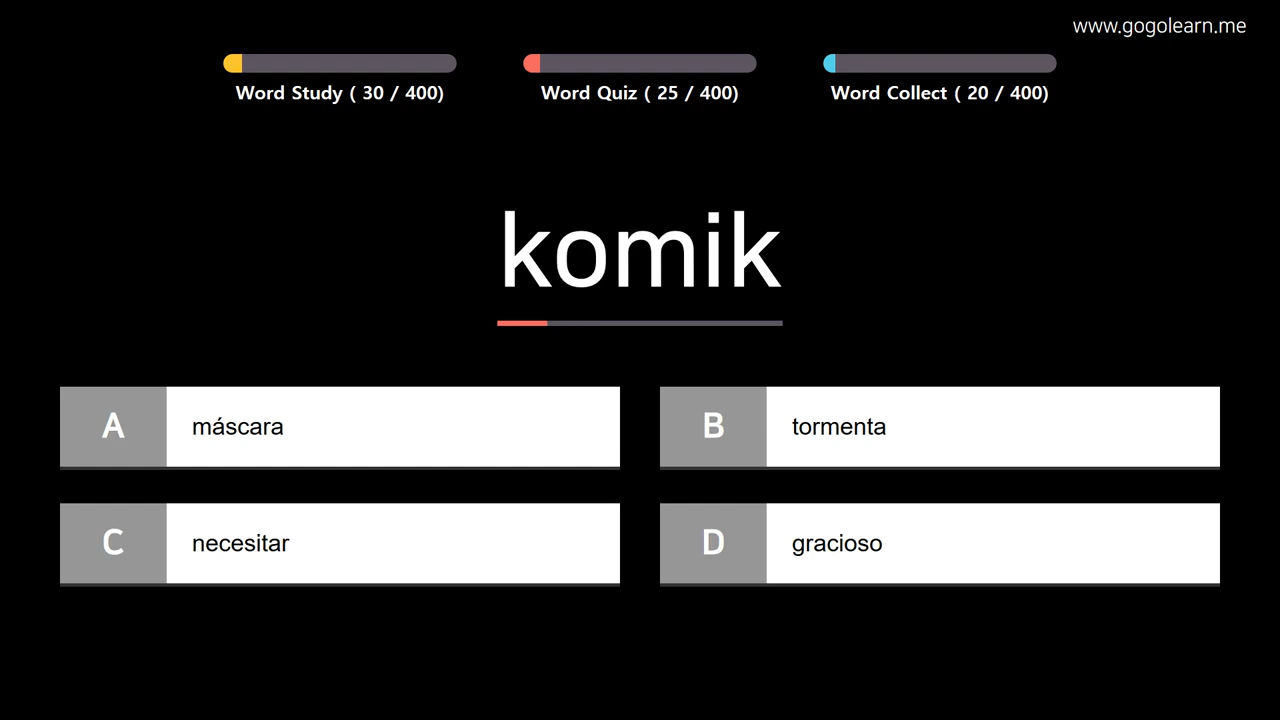 www.gogolearn.me
Word Study ( 30 / 400)
Word Quiz ( 25 / 400)
Word Collect ( 20 / 400)
komik
A máscara
B tormenta
C necesitar
D gracioso